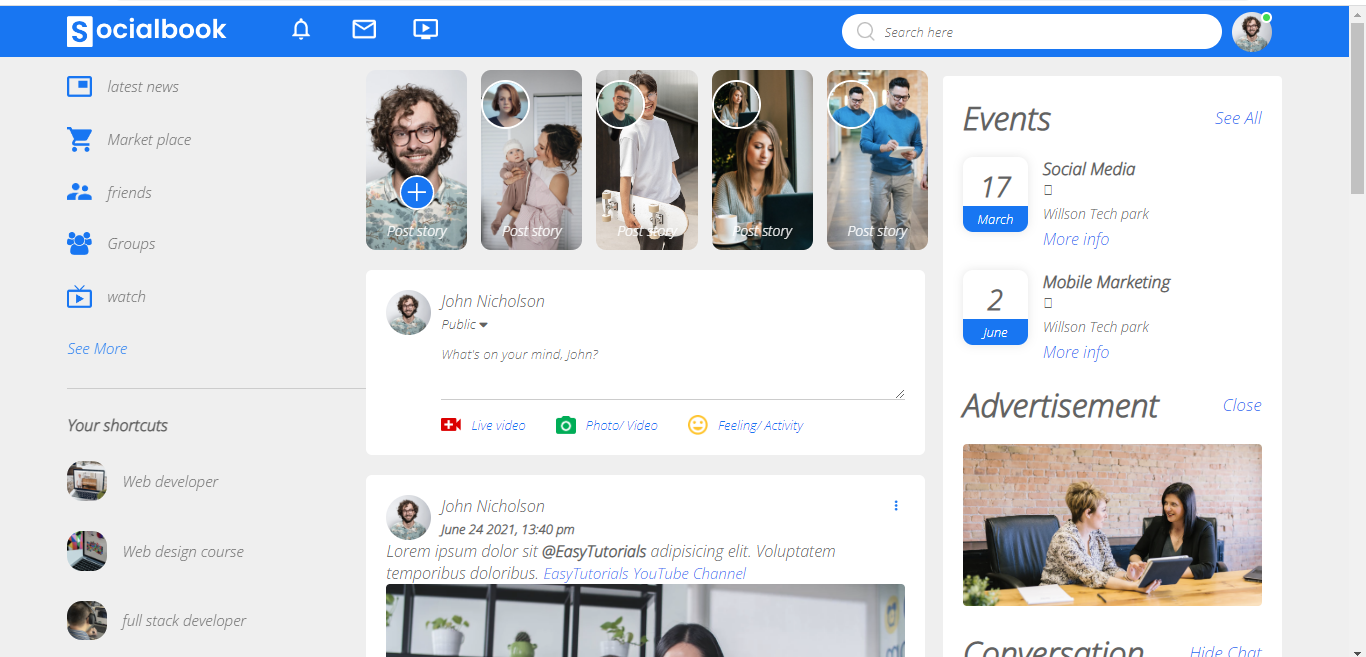 Socialbook
Search here
latest news
Market place
friends
Groups
watch
See More
Your shortcuts
Web developer
Web design course
full stack developer
Post story
Post story
Post story
Post story
Post story
John Nicholson
Public
What's on your mind, John?
Live video
Photo/ Video
Feeling/ Activity
John Nicholson
June 24 2021, 13:40 pm
Lorem ipsum dolor sit @EasyTutorials adipisicing elit. Voluptatem
temporibus doloribus. EasyTutorials YouTube Channel
Events
See All
17
March
Social Media
Willson Tech park
More info
2
June
Mobile Marketing
Willson Tech park
More info
Advertisement
Close
Conversation
Hide Chat